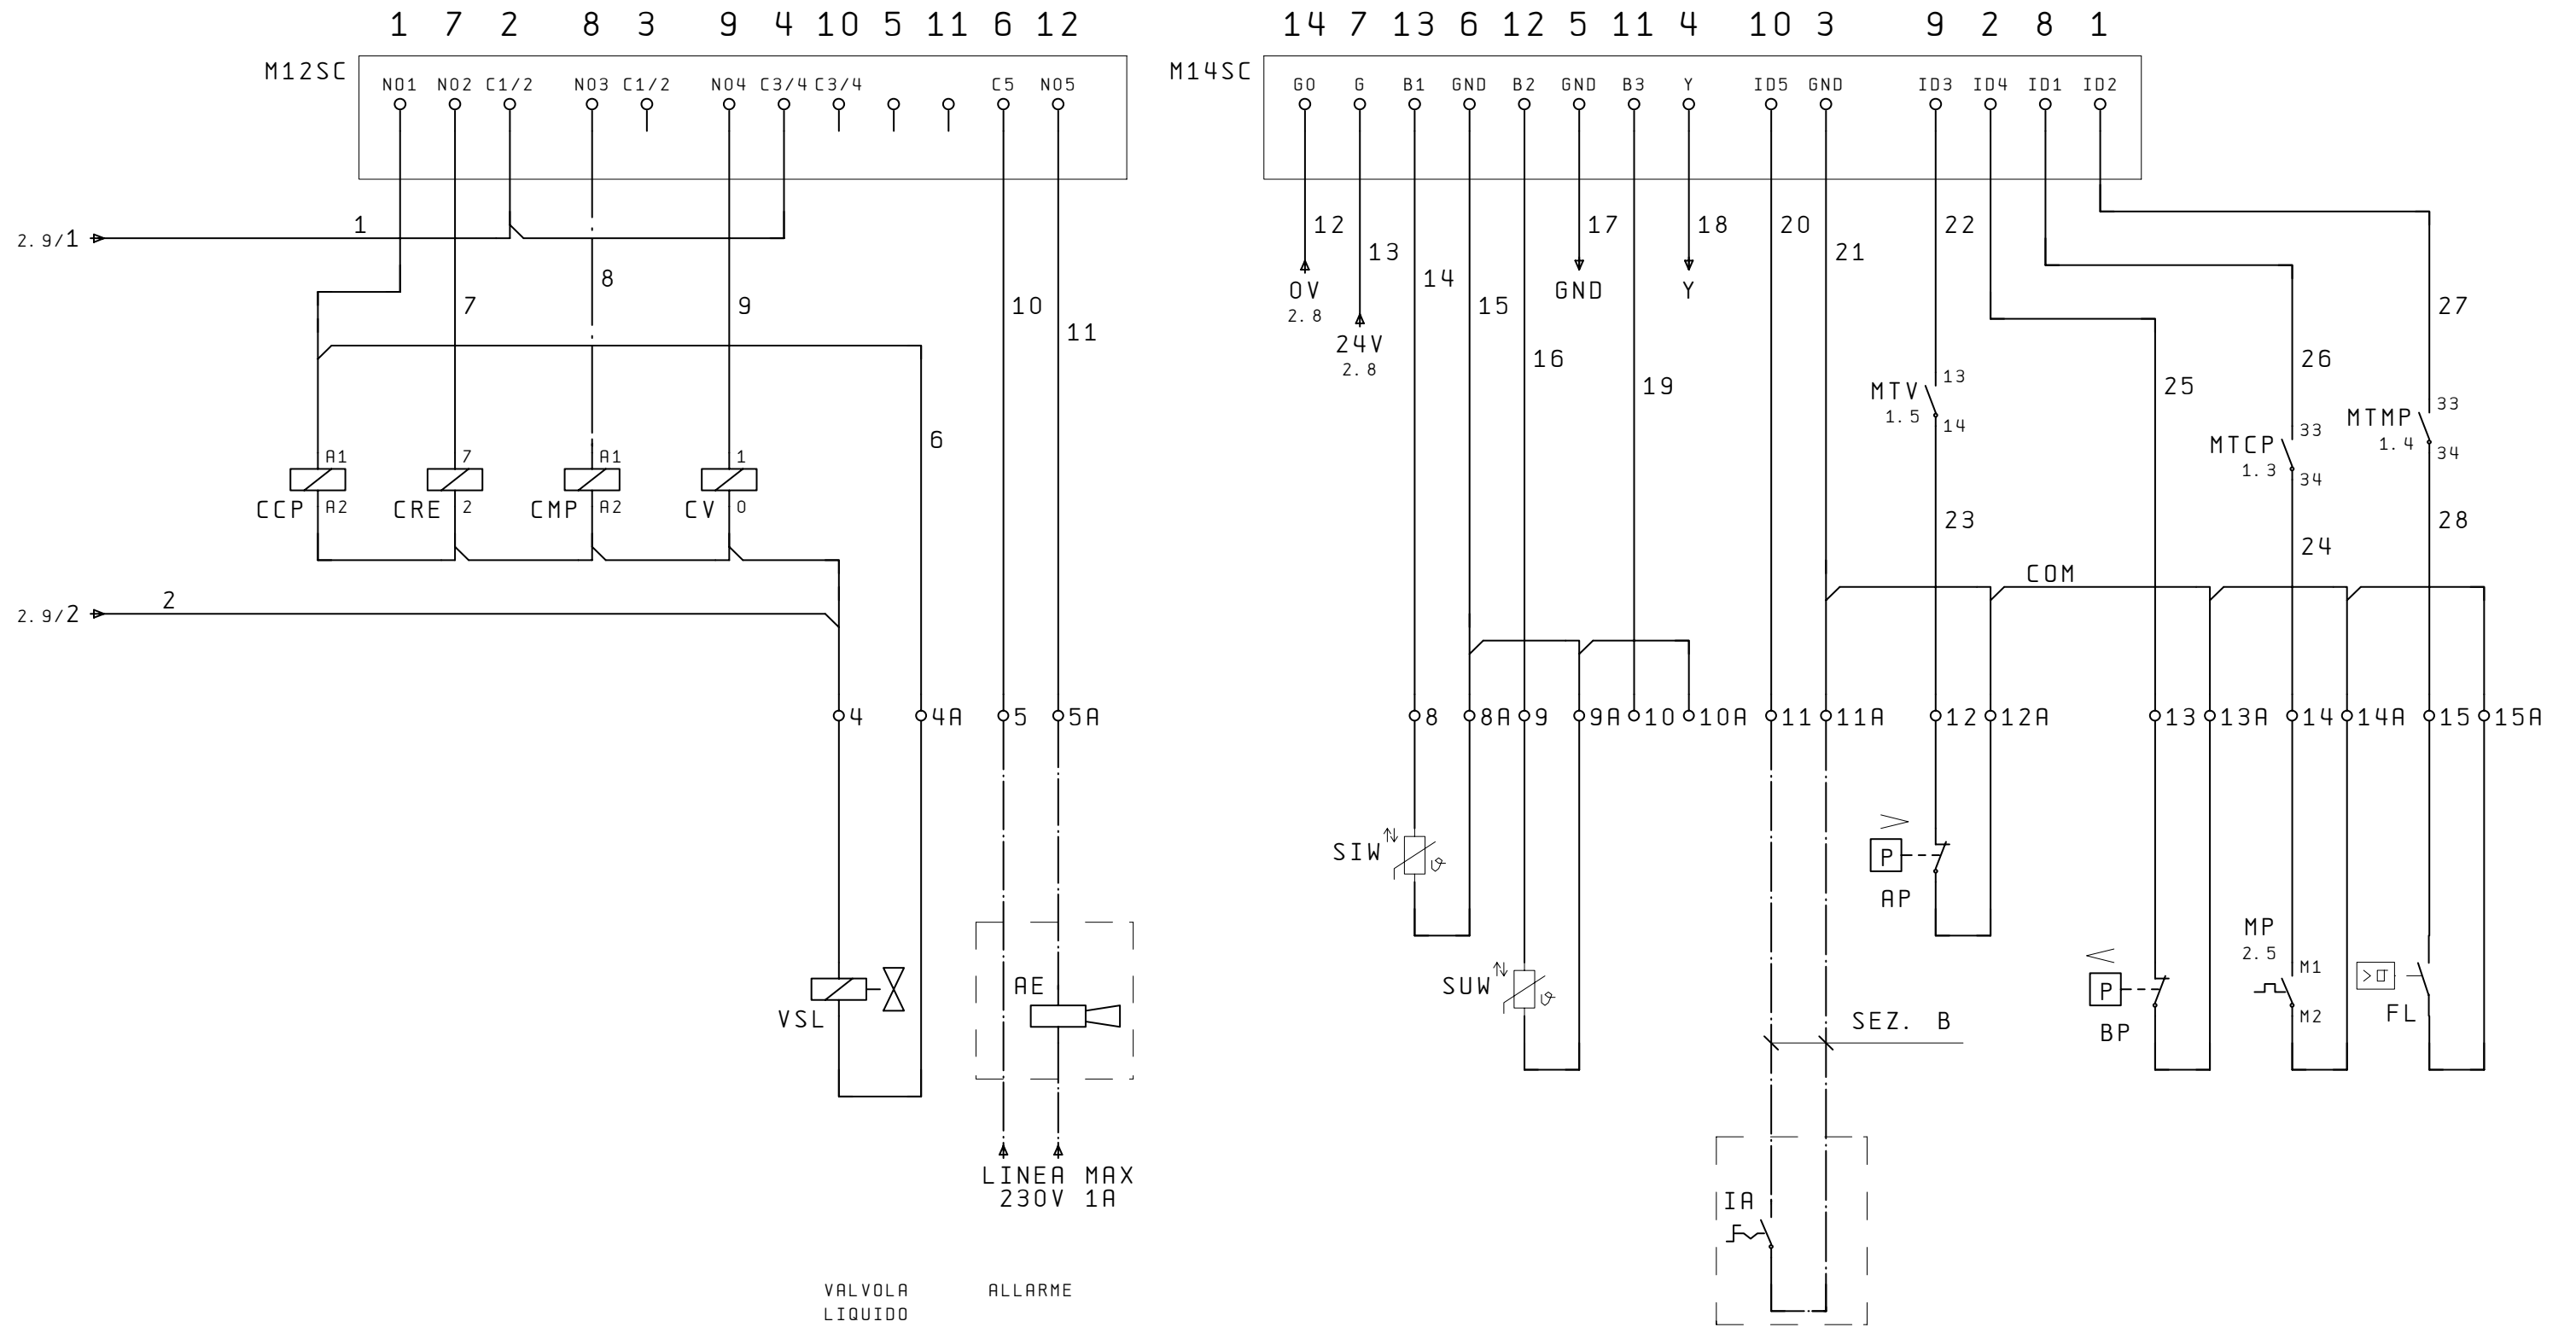 1 7 2 8 3 9 4 10 5 11 6 12 14 7 13 6 12 5 11 4 10 3 9 2 8 1
M12SC M14SC
NO1 NO2 C1/2 NO3 C1/2 NO4 C3/4 C3/4 C5 NO5 G0 G B1 GND B2 GND B3 Y ID5 GND ID3 ID4 ID1 ID2
2.9/1 1 12 17 18 20 22
13 21
8 14
0V GND Y
2.8
7 9 10 15 27
11
24V
2.8
16 26
13
MTV
1.5
14
19 25
33
MTMP
1.4
34
6
33
MTCP
1.3
34
A1 7 A1 1
CCP A2 CRE 2 CMP A2 CV 0
23 28
24
COM
2.9/2 2
4 4A 5 5A 8 8A 9 9A 10 10A 11 11A 12 12A 13 13A 14 14A 15 15A
>
SIW ϑ P
AP
MP
2.5
<
M1
AE SUW ϑ P >
VSL M2 FL
SEZ. B BP
LINEA MAX
230V 1A
IA
VALVOLA ALLARME
LIQUIDO